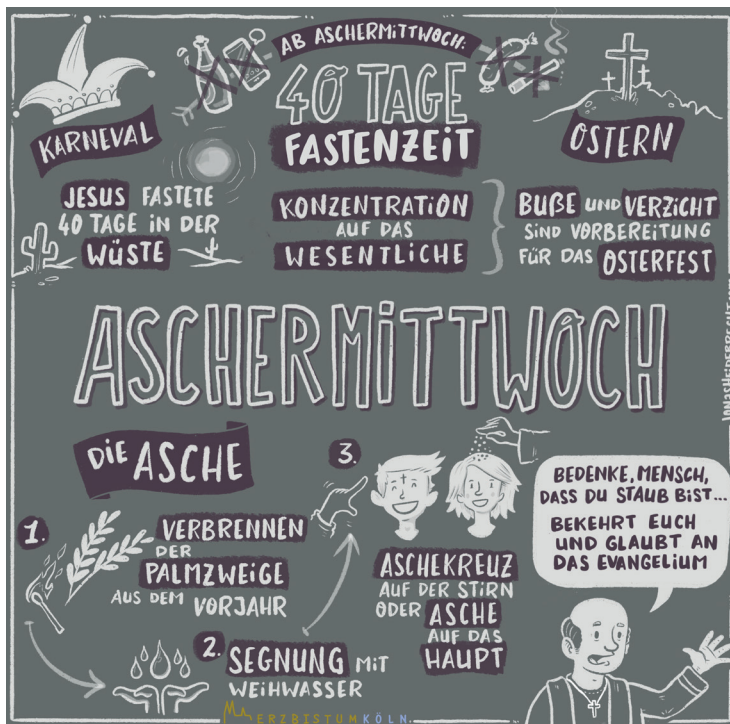 AB ASCHERMITTWOCH:
40 TAGE
FASTENZEIT
KARNEVAL
OSTERN
JESUS FASTETE
40 TAGE IN DER
WÜSTE
KONZENTRATION
AUF DAS
WESENTLICHE
BUßE UND VERZICHT
SIND VORBEREITUNG
FÜR DAS OSTERFEST
ASCHERMITTWOCH
DIE ASCHE
1.
VERBRENNEN
DER
PALMZWEIGE
AUS DEM VORJAHR
2.
SEGNUNG MIT
WEIHWASSER
3.
ASCHEKREUZ
AUF DER STIRN
ODER ASCHE
AUF DAS
HAUPT
BEDENKE, MENSCH,
DASS DU STAUB BIST...
BEKEHRT EUCH
UND GLAUBT AN
DAS EVANGELIUM
ERZBISTUM KÖLN